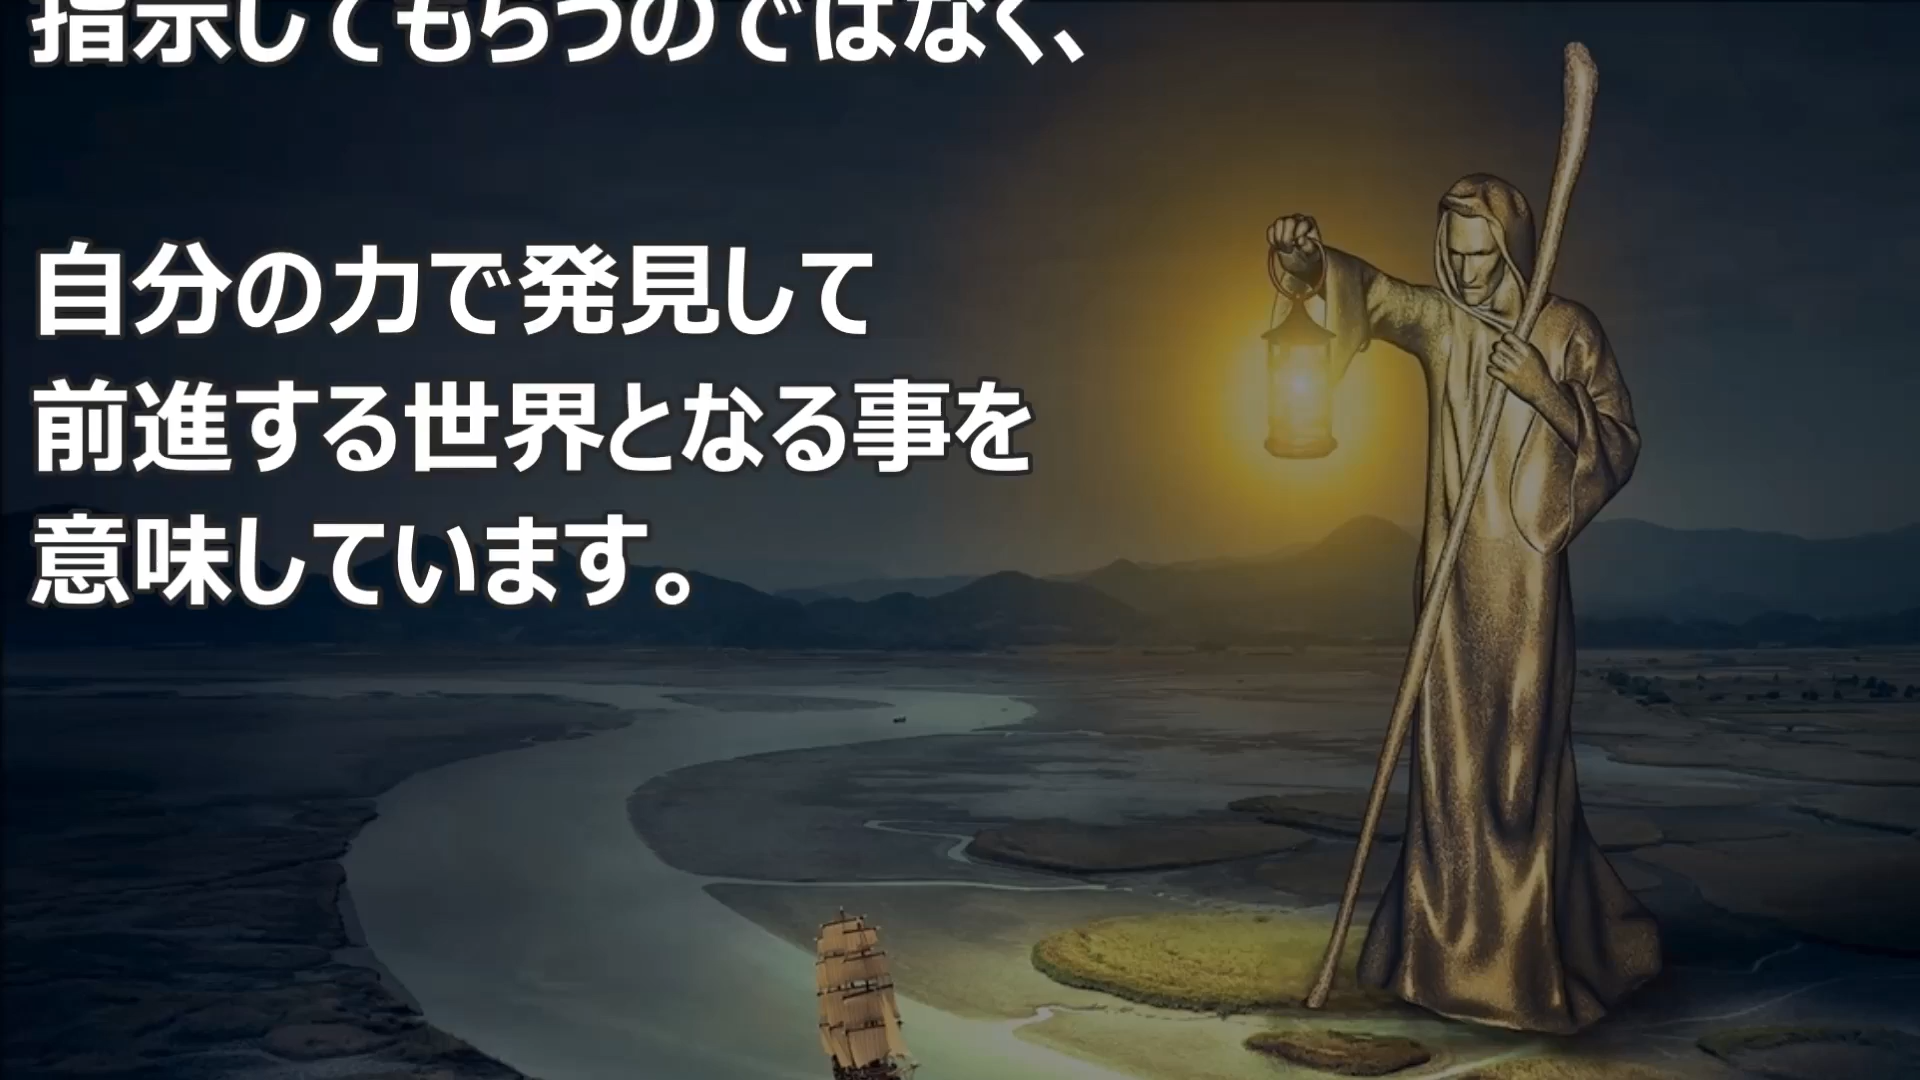 指示してもらうのではなく、
自分の力で発見して
前進する世界となる事を
意味しています。